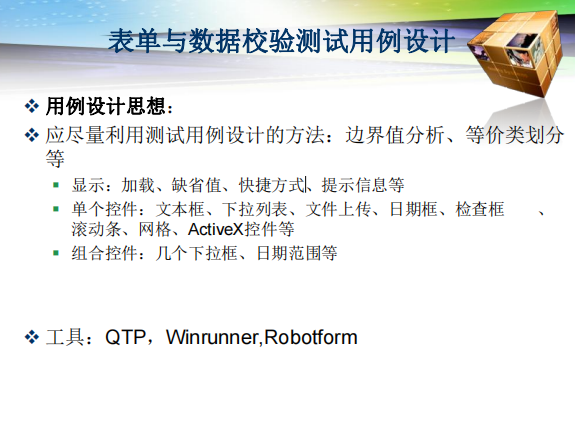 表单与数据校验测试用例设计
用例设计思想：
应尽量利用测试用例设计的方法：边界值分析、等价类划分
等
显示：加载、缺省值、快捷方式、提示信息等
单个控件：文本框、下拉列表、文件上传、日期框、检查框 、
滚动条、网格、ActiveX控件等
组合控件：几个下拉框、日期范围等
工具：QTP，Winrunner,Robotform